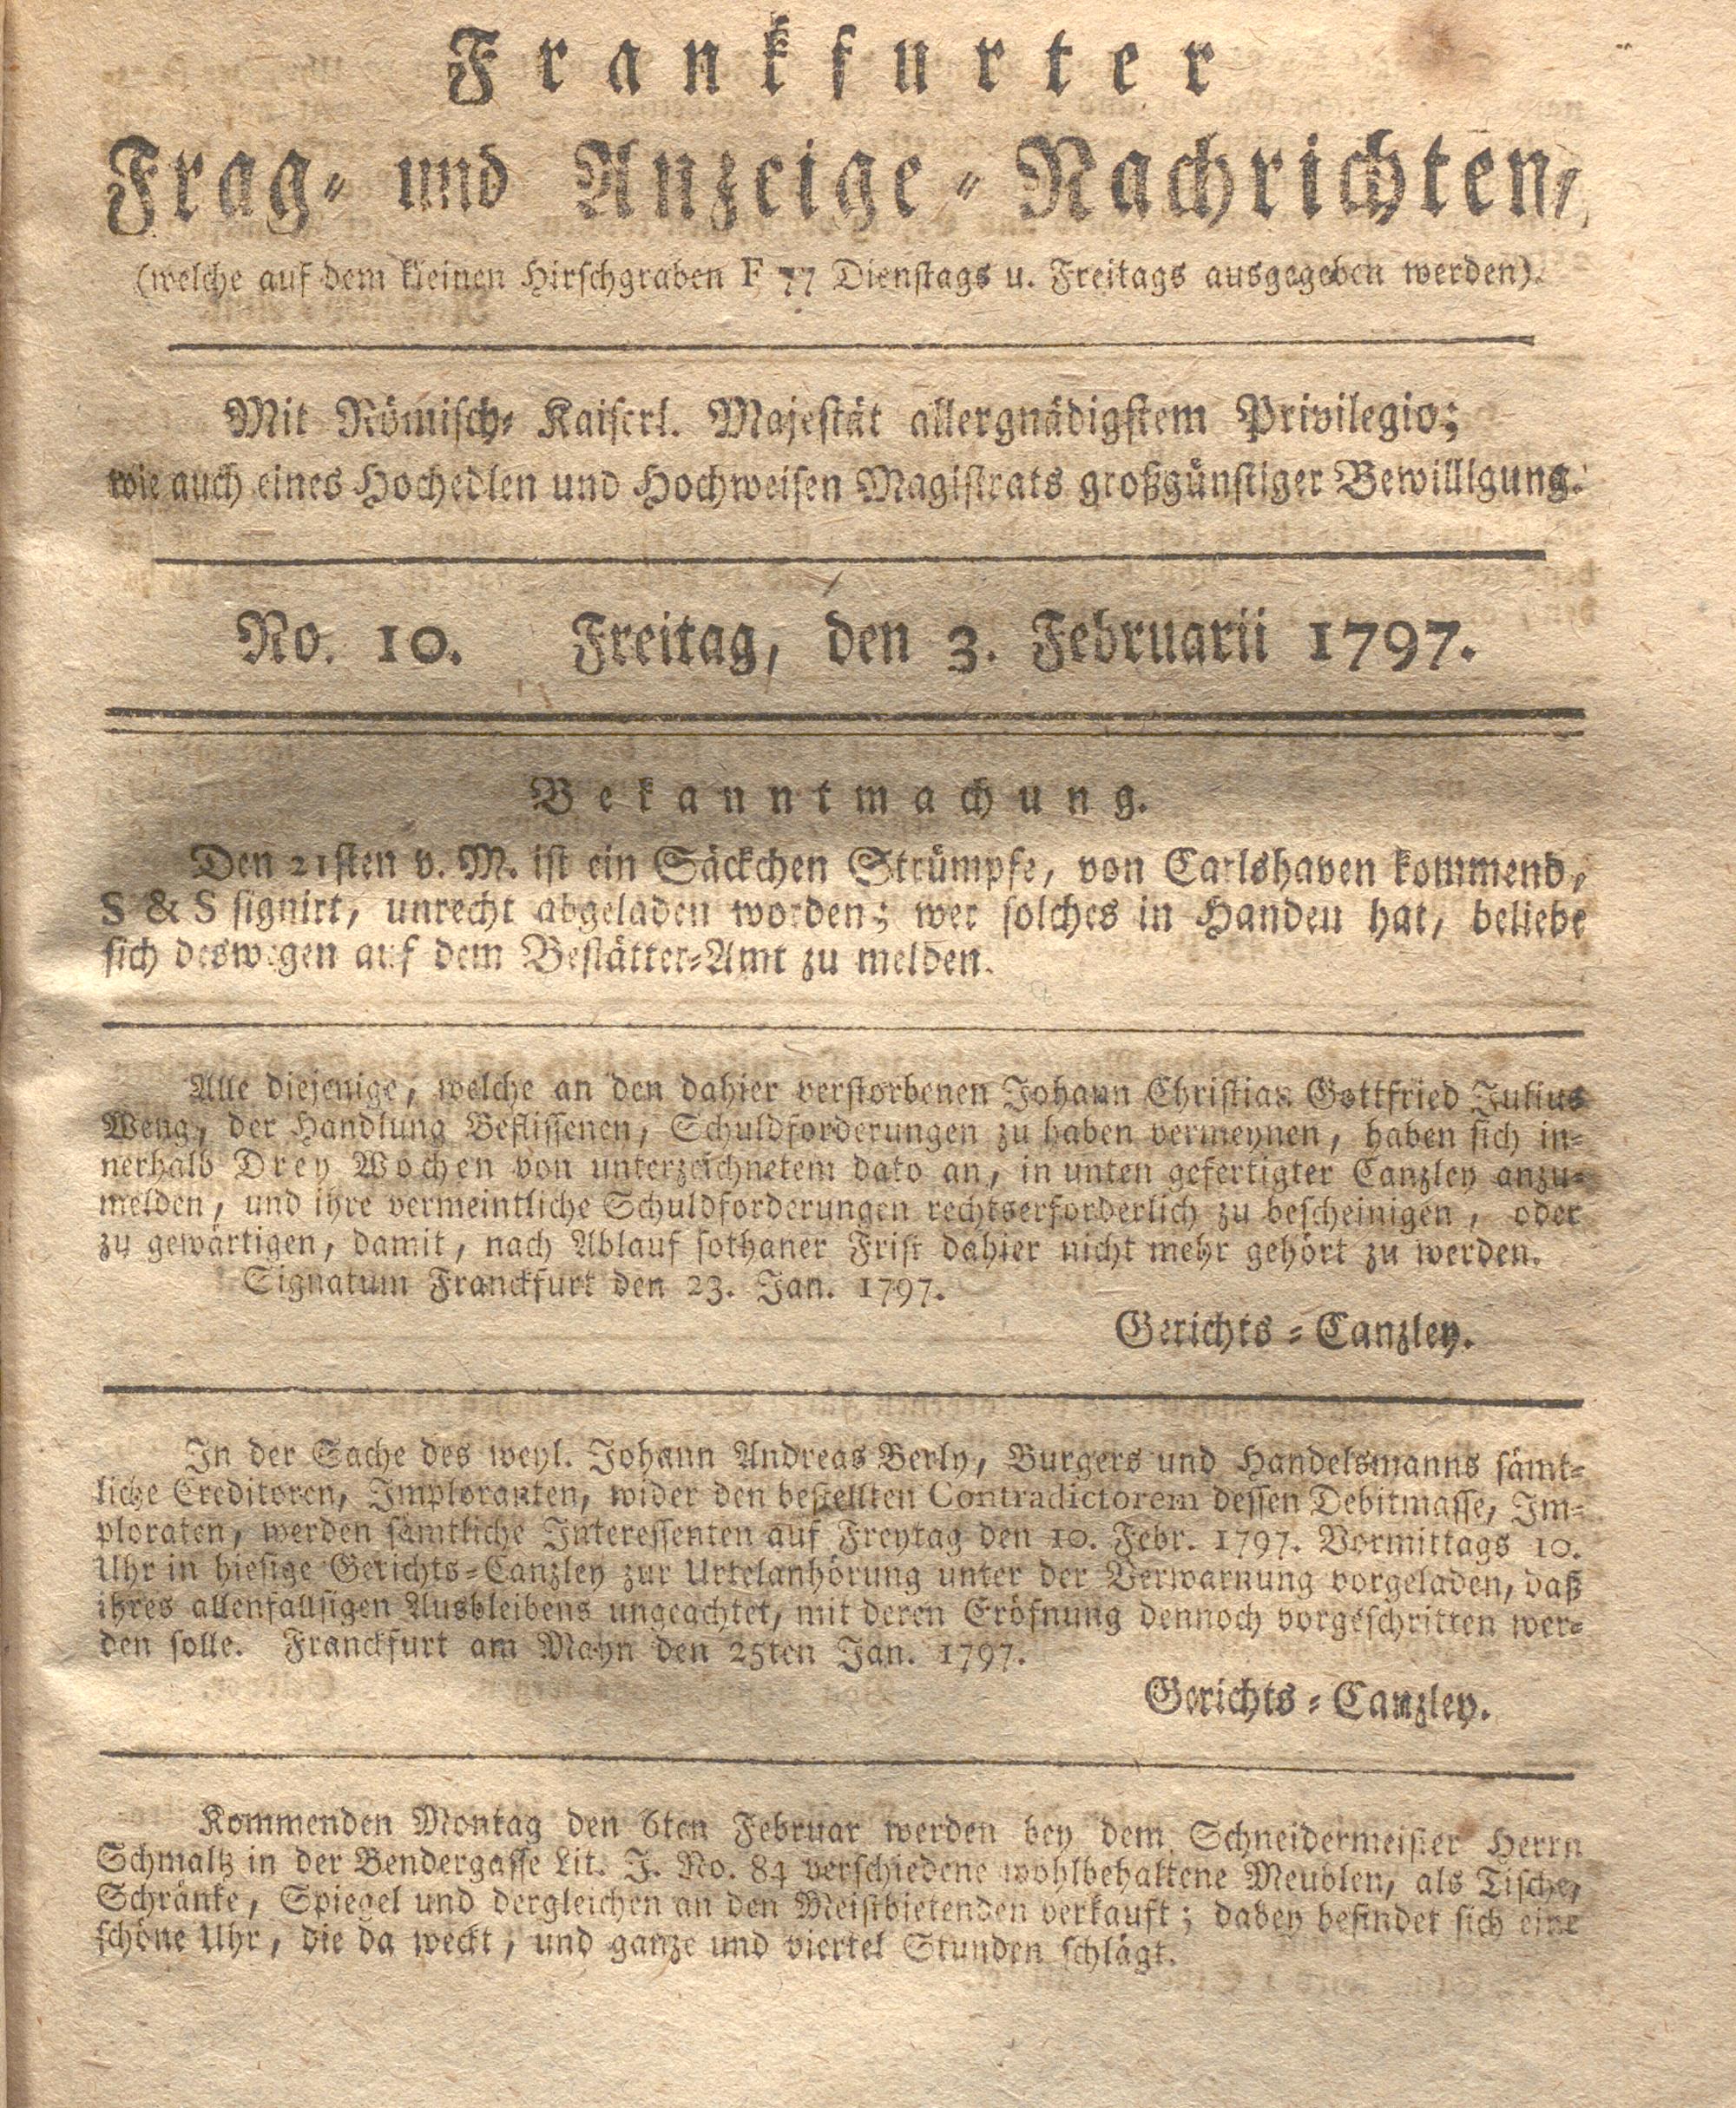 Frankfurter
Frag- und Anzeige-Nachrichten,
(welche auf dem kleinen Hirschgraben F 77 Dienstags u. Freitags ausgegeben werden).
Mit Römisch- Kaiserl. Majestät allergnädigstem Privilegio;
wie auch eines Hochedlen und Hochweisen Magistrats großgünstiger Bewilligung.
No. 10. Freitag, den 3. Februarii 1797.
Bekanntmachung.
Den 21sten v. M. ist ein Säckchen Strümpfe, von Carlshaven kommend,
S & S signirt, unrecht abgeladen worden; wer solches in Handen hat, beliebe
sich deswegen auf dem Bestätter-Amt zu melden.
Alle diejenige, welche an den dahier verstorbenen Johann Christian Gottfried Julius
Weng, der Handlung Beflissenen, Schuldforderungen zu haben vermeynen, haben sich in-
nerhalb Drey Wochen von unterzeichnetem dato an, in unten gefertigter Canzley anzu-
melden, und ihre vermeintliche Schuldforderungen rechtserforderlich zu bescheinigen, oder
zu gewärtigen, damit, nach Ablauf sothaner Frist dahier nicht mehr gehört zu werden.
Signatum Franckfurt den 23. Jan. 1797.
Gerichts-Canzley.
In der Sache des weyl. Johann Andreas Berly, Burgers und Handelsmanns sämt-
liche Creditoren, Imploranten, wider den bestellten Contradictorem dessen Debitmasse, Im-
ploraten, werden sämtliche Interessenten auf Freytag den 10. Febr. 1797. Vormittags 10.
Uhr in hiesige Gerichts-Canzley zur Urtelanhörung unter der Verwarnung vorgeladen, daß
ihres allenfallsigen Ausbleibens ungeachtet, mit deren Eröfnung dennoch vorgeschritten wer-
den solle. Franckfurt am Mayn den 25ten Jan. 1797.
Gerichts-Canzley.
Kommenden Montag den 6ten Februar werden bey dem Schneidermeister Herrn
Schmaltz in der Bendergasse Lit. J. No. 84 verschiedene wohlbehaltene Meublen, als Tische,
Schränke, Spiegel und dergleichen an den Meistbietenden verkauft; dabey befindet sich eine
schöne Uhr, die da weckt, und ganze und viertel Stunden schlägt.